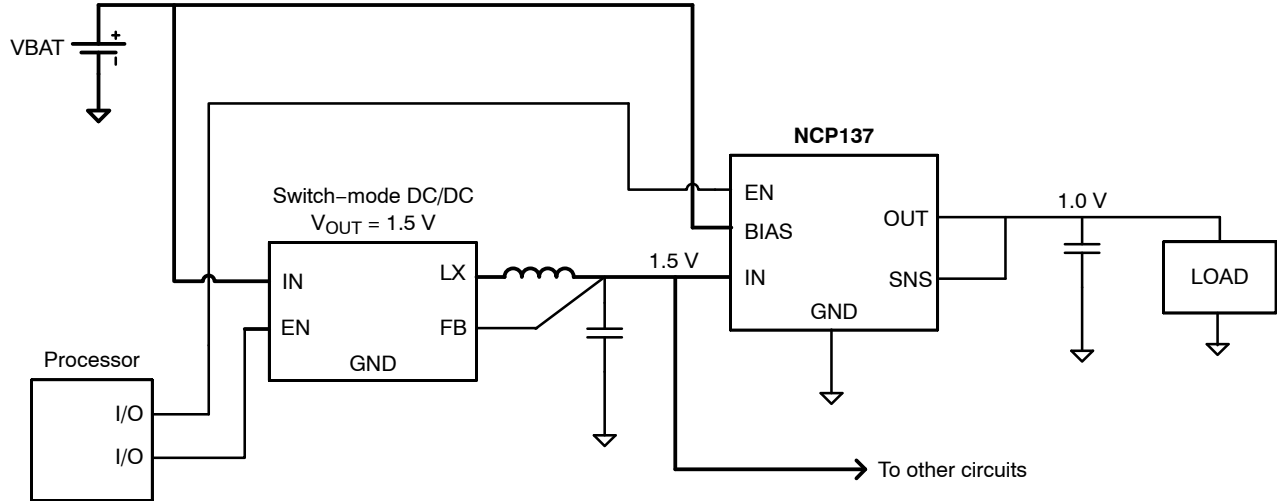 VBAT
+
NCP137
Switch−mode DC/DC
VOUT = 1.5 V
EN
BIAS
IN
GND
OUT
SNS
1.0 V
LOAD
1.5 V
IN
EN
LX
FB
GND
Processor
I/O
I/O
To other circuits